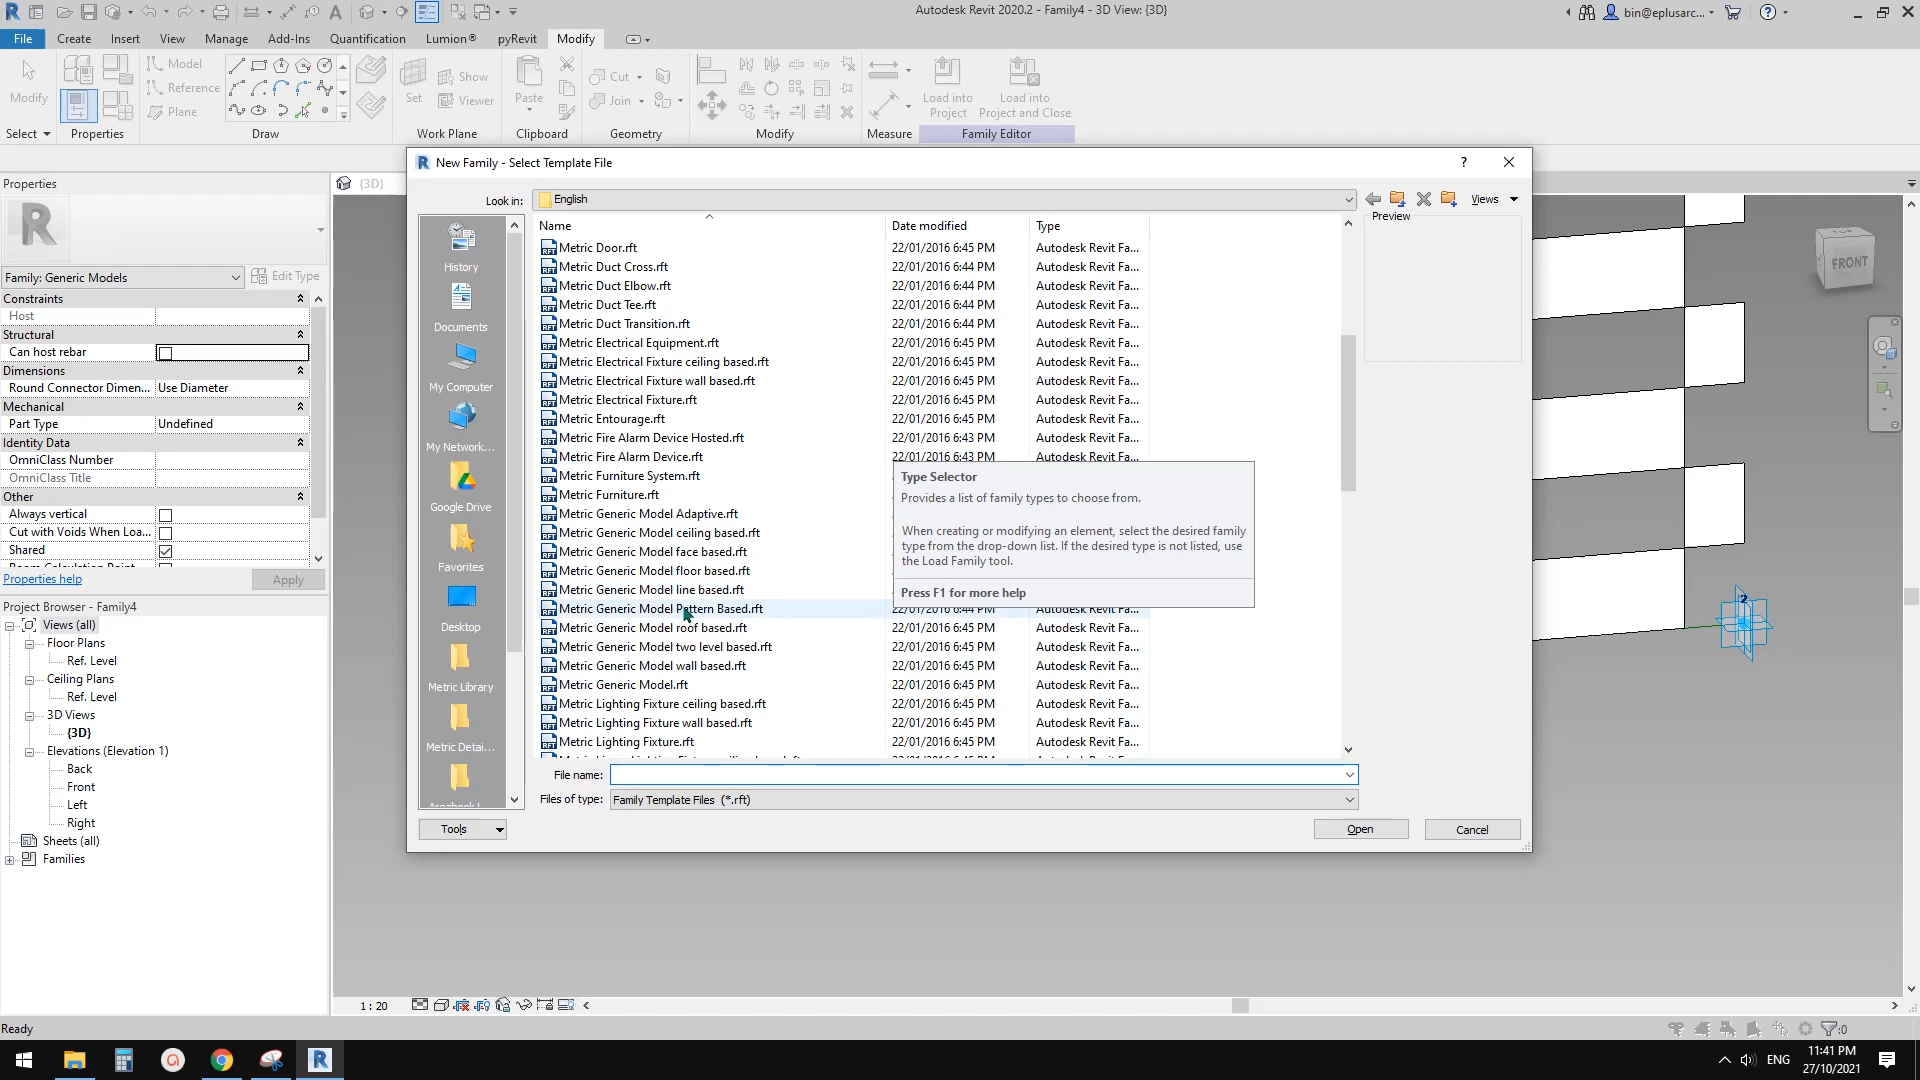 Autodesk Revit 2020.2 - Family4 - 3D View: {3D}
bin@eplusarc...
File Create Insert View Manage Add-Ins Quantification Lumion® pyRevit Modify
Modify
Model
Reference
Plane
Set
Show
Viewer
Paste
Cut
Join
Load into Project
Load into Project and Close
Select Properties Draw Work Plane Clipboard Geometry Modify Measure Family Editor
Properties
R
Family: Generic Models
Edit Type
Constraints
Host
Structural
Can host rebar
Dimensions
Round Connector Dimen... Use Diameter
Mechanical
Part Type Undefined
Identity Data
OmniClass Number
OmniClass Title
Other
Always vertical
Cut with Voids When Loa...
Shared
Properties help
Apply
Project Browser - Family4
Views (all)
Floor Plans
Ref. Level
Ceiling Plans
Ref. Level
3D Views
{3D}
Elevations (Elevation 1)
Back
Front
Left
Right
Sheets (all)
Families
{3D}
New Family - Select Template File
Look in: English
Views
Preview
History
Documents
My Computer
My Network...
Google Drive
Favorites
Desktop
Metric Library
Metric Detai...
Name Date modified Type
Metric Door.rft 22/01/2016 6:45 PM Autodesk Revit Fa...
Metric Duct Cross.rft 22/01/2016 6:44 PM Autodesk Revit Fa...
Metric Duct Elbow.rft 22/01/2016 6:44 PM Autodesk Revit Fa...
Metric Duct Tee.rft 22/01/2016 6:44 PM Autodesk Revit Fa...
Metric Duct Transition.rft 22/01/2016 6:44 PM Autodesk Revit Fa...
Metric Electrical Equipment.rft 22/01/2016 6:45 PM Autodesk Revit Fa...
Metric Electrical Fixture ceiling based.rft 22/01/2016 6:45 PM Autodesk Revit Fa...
Metric Electrical Fixture wall based.rft 22/01/2016 6:45 PM Autodesk Revit Fa...
Metric Electrical Fixture.rft 22/01/2016 6:45 PM Autodesk Revit Fa...
Metric Entourage.rft 22/01/2016 6:45 PM Autodesk Revit Fa...
Metric Fire Alarm Device Hosted.rft 22/01/2016 6:43 PM Autodesk Revit Fa...
Metric Fire Alarm Device.rft 22/01/2016 6:43 PM Autodesk Revit Fa...
Metric Furniture System.rft
Metric Furniture.rft
Metric Generic Model Adaptive.rft
Metric Generic Model ceiling based.rft
Metric Generic Model face based.rft
Metric Generic Model floor based.rft
Metric Generic Model line based.rft
Metric Generic Model Pattern Based.rft 22/01/2016 6:44 PM Autodesk Revit Fa...
Metric Generic Model roof based.rft 22/01/2016 6:45 PM Autodesk Revit Fa...
Metric Generic Model two level based.rft 22/01/2016 6:45 PM Autodesk Revit Fa...
Metric Generic Model wall based.rft 22/01/2016 6:45 PM Autodesk Revit Fa...
Metric Generic Model.rft 22/01/2016 6:45 PM Autodesk Revit Fa...
Metric Lighting Fixture ceiling based.rft 22/01/2016 6:45 PM Autodesk Revit Fa...
Metric Lighting Fixture wall based.rft 22/01/2016 6:45 PM Autodesk Revit Fa...
Metric Lighting Fixture.rft 22/01/2016 6:45 PM Autodesk Revit Fa...
Type Selector
Provides a list of family types to choose from.
When creating or modifying an element, select the desired family
type from the drop-down list. If the desired type is not listed, use
the Load Family tool.
Press F1 for more help
File name:
Files of type: Family Template Files (*.rft)
Tools
Open
Cancel
FRONT
2
1 : 20
Ready
:0
ENG
11:41 PM
27/10/2021